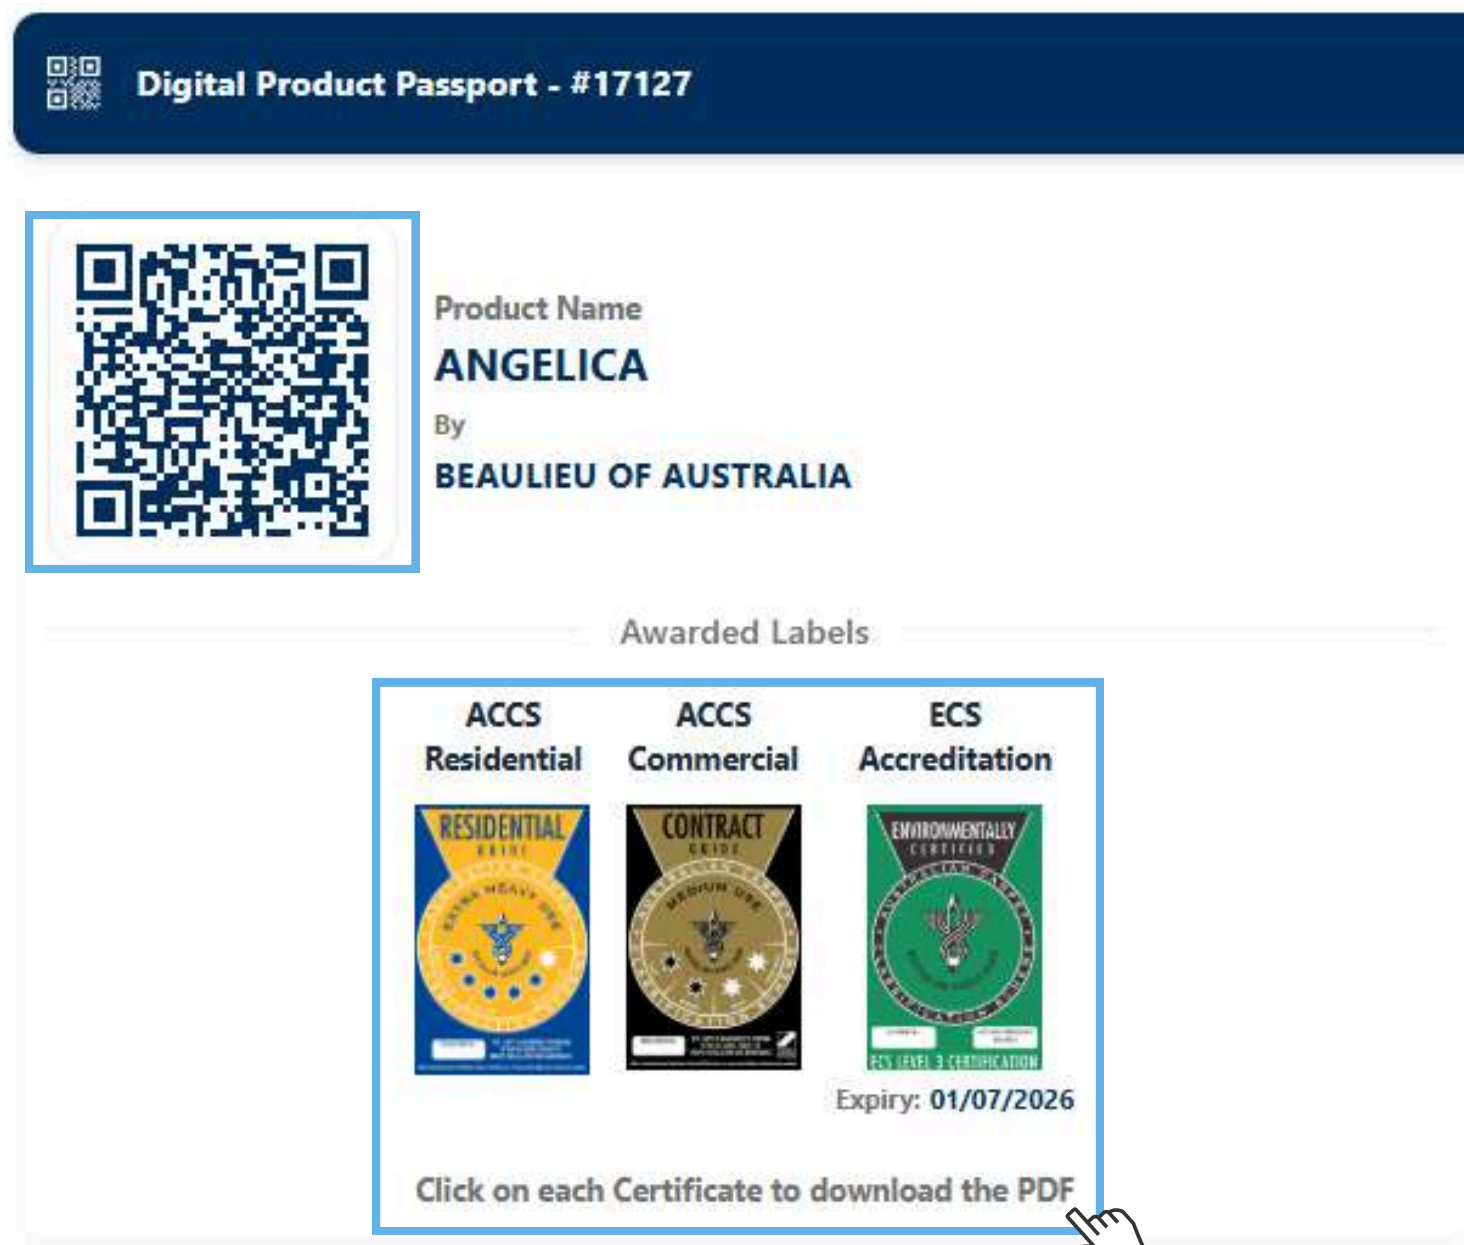 Digital Product Passport - #17127
Product Name
ANGELICA
By
BEAULIEU OF AUSTRALIA
Awarded Labels
ACCS
Residential
ACCS
Commercial
ECS
Accreditation
RESIDENTIAL
GUIDE
EXTRA HEAVY USE
CONTRACT
GUIDE
MEDIUM USE
ENVIRONMENTALLY
CERTIFIED
ECS LEVEL 3 CERTIFICATION
Expiry: 01/07/2026
Click on each Certificate to download the PDF